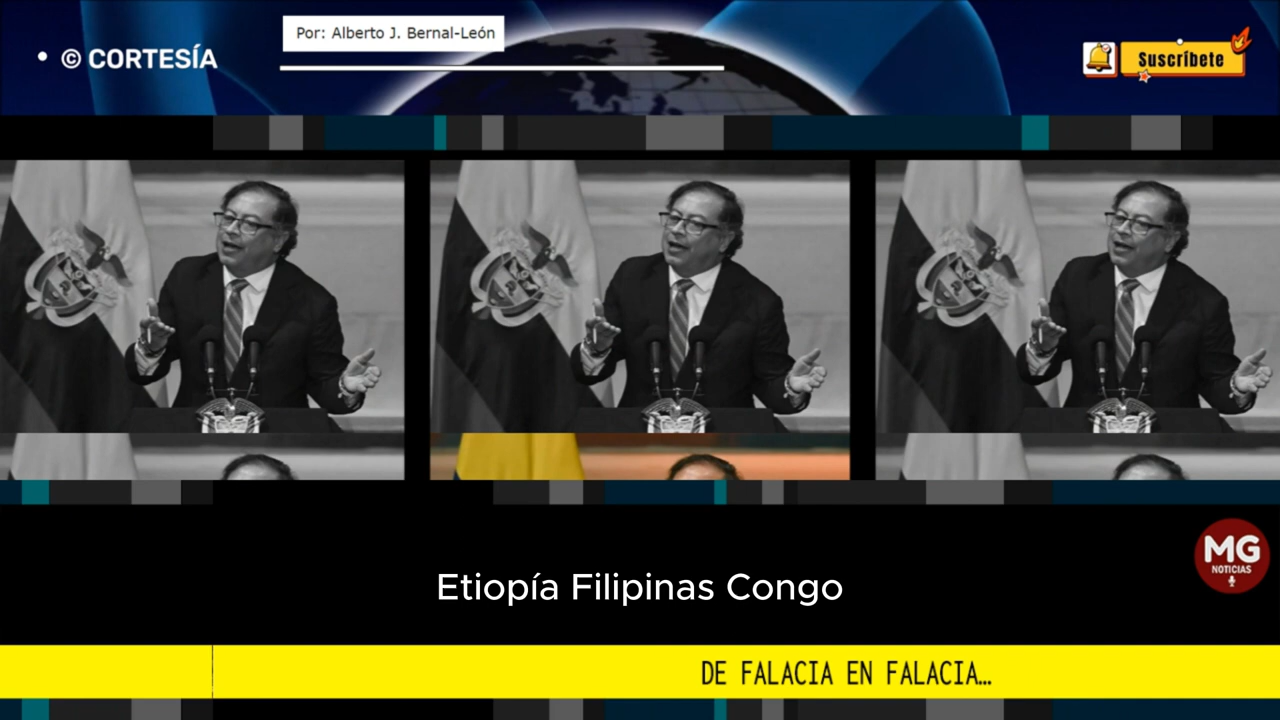 Por: Alberto J. Bernal-León
• © CORTESÍA
Suscríbete
Etiopía Filipinas Congo
MG
NOTICIAS
DE FALACIA EN FALACIA...